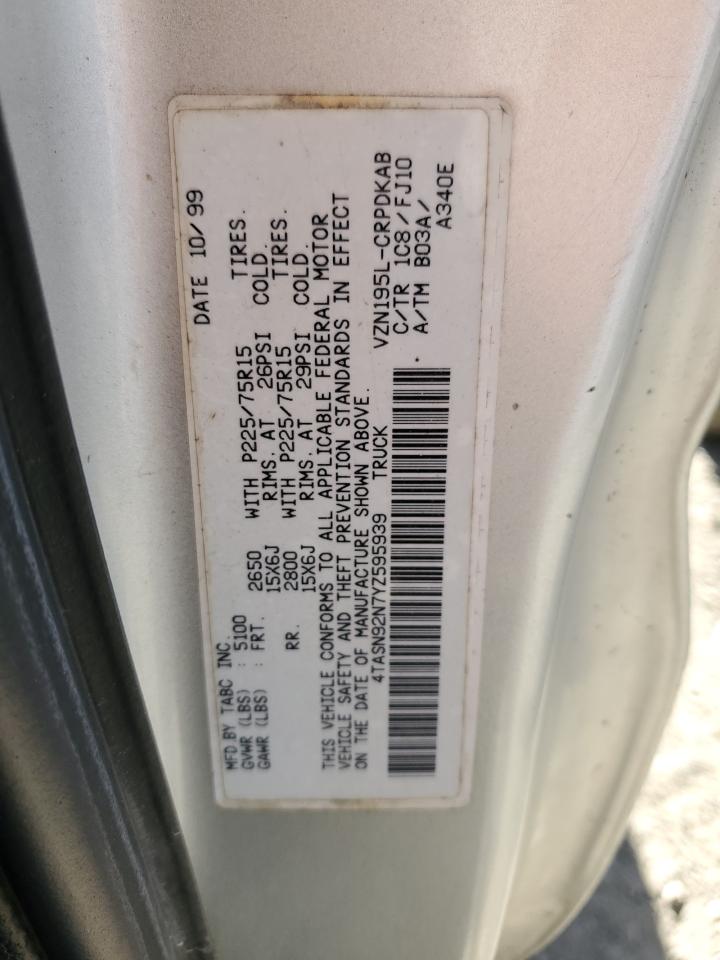 DATE 10/99
MFD BY TABC INC.
GVWR (LBS) : 5100
GAWR (LBS) : FRT. 2650 WITH P225/75R15 TIRES.
15X6J RIMS. AT 26PSI COLD.
RR. 2800 WITH P225/75R15 TIRES.
15X6J RIMS. AT 29PSI COLD.
THIS VEHICLE CONFORMS TO ALL APPLICABLE FEDERAL MOTOR
VEHICLE SAFETY AND THEFT PREVENTION STANDARDS IN EFFECT
ON THE DATE OF MANUFACTURE SHOWN ABOVE.
4TASN92N7YZ595939 TRUCK VZN195L-CRPDKAB
C/TR 1C8/FJ10
A/TM B03A/
A340E